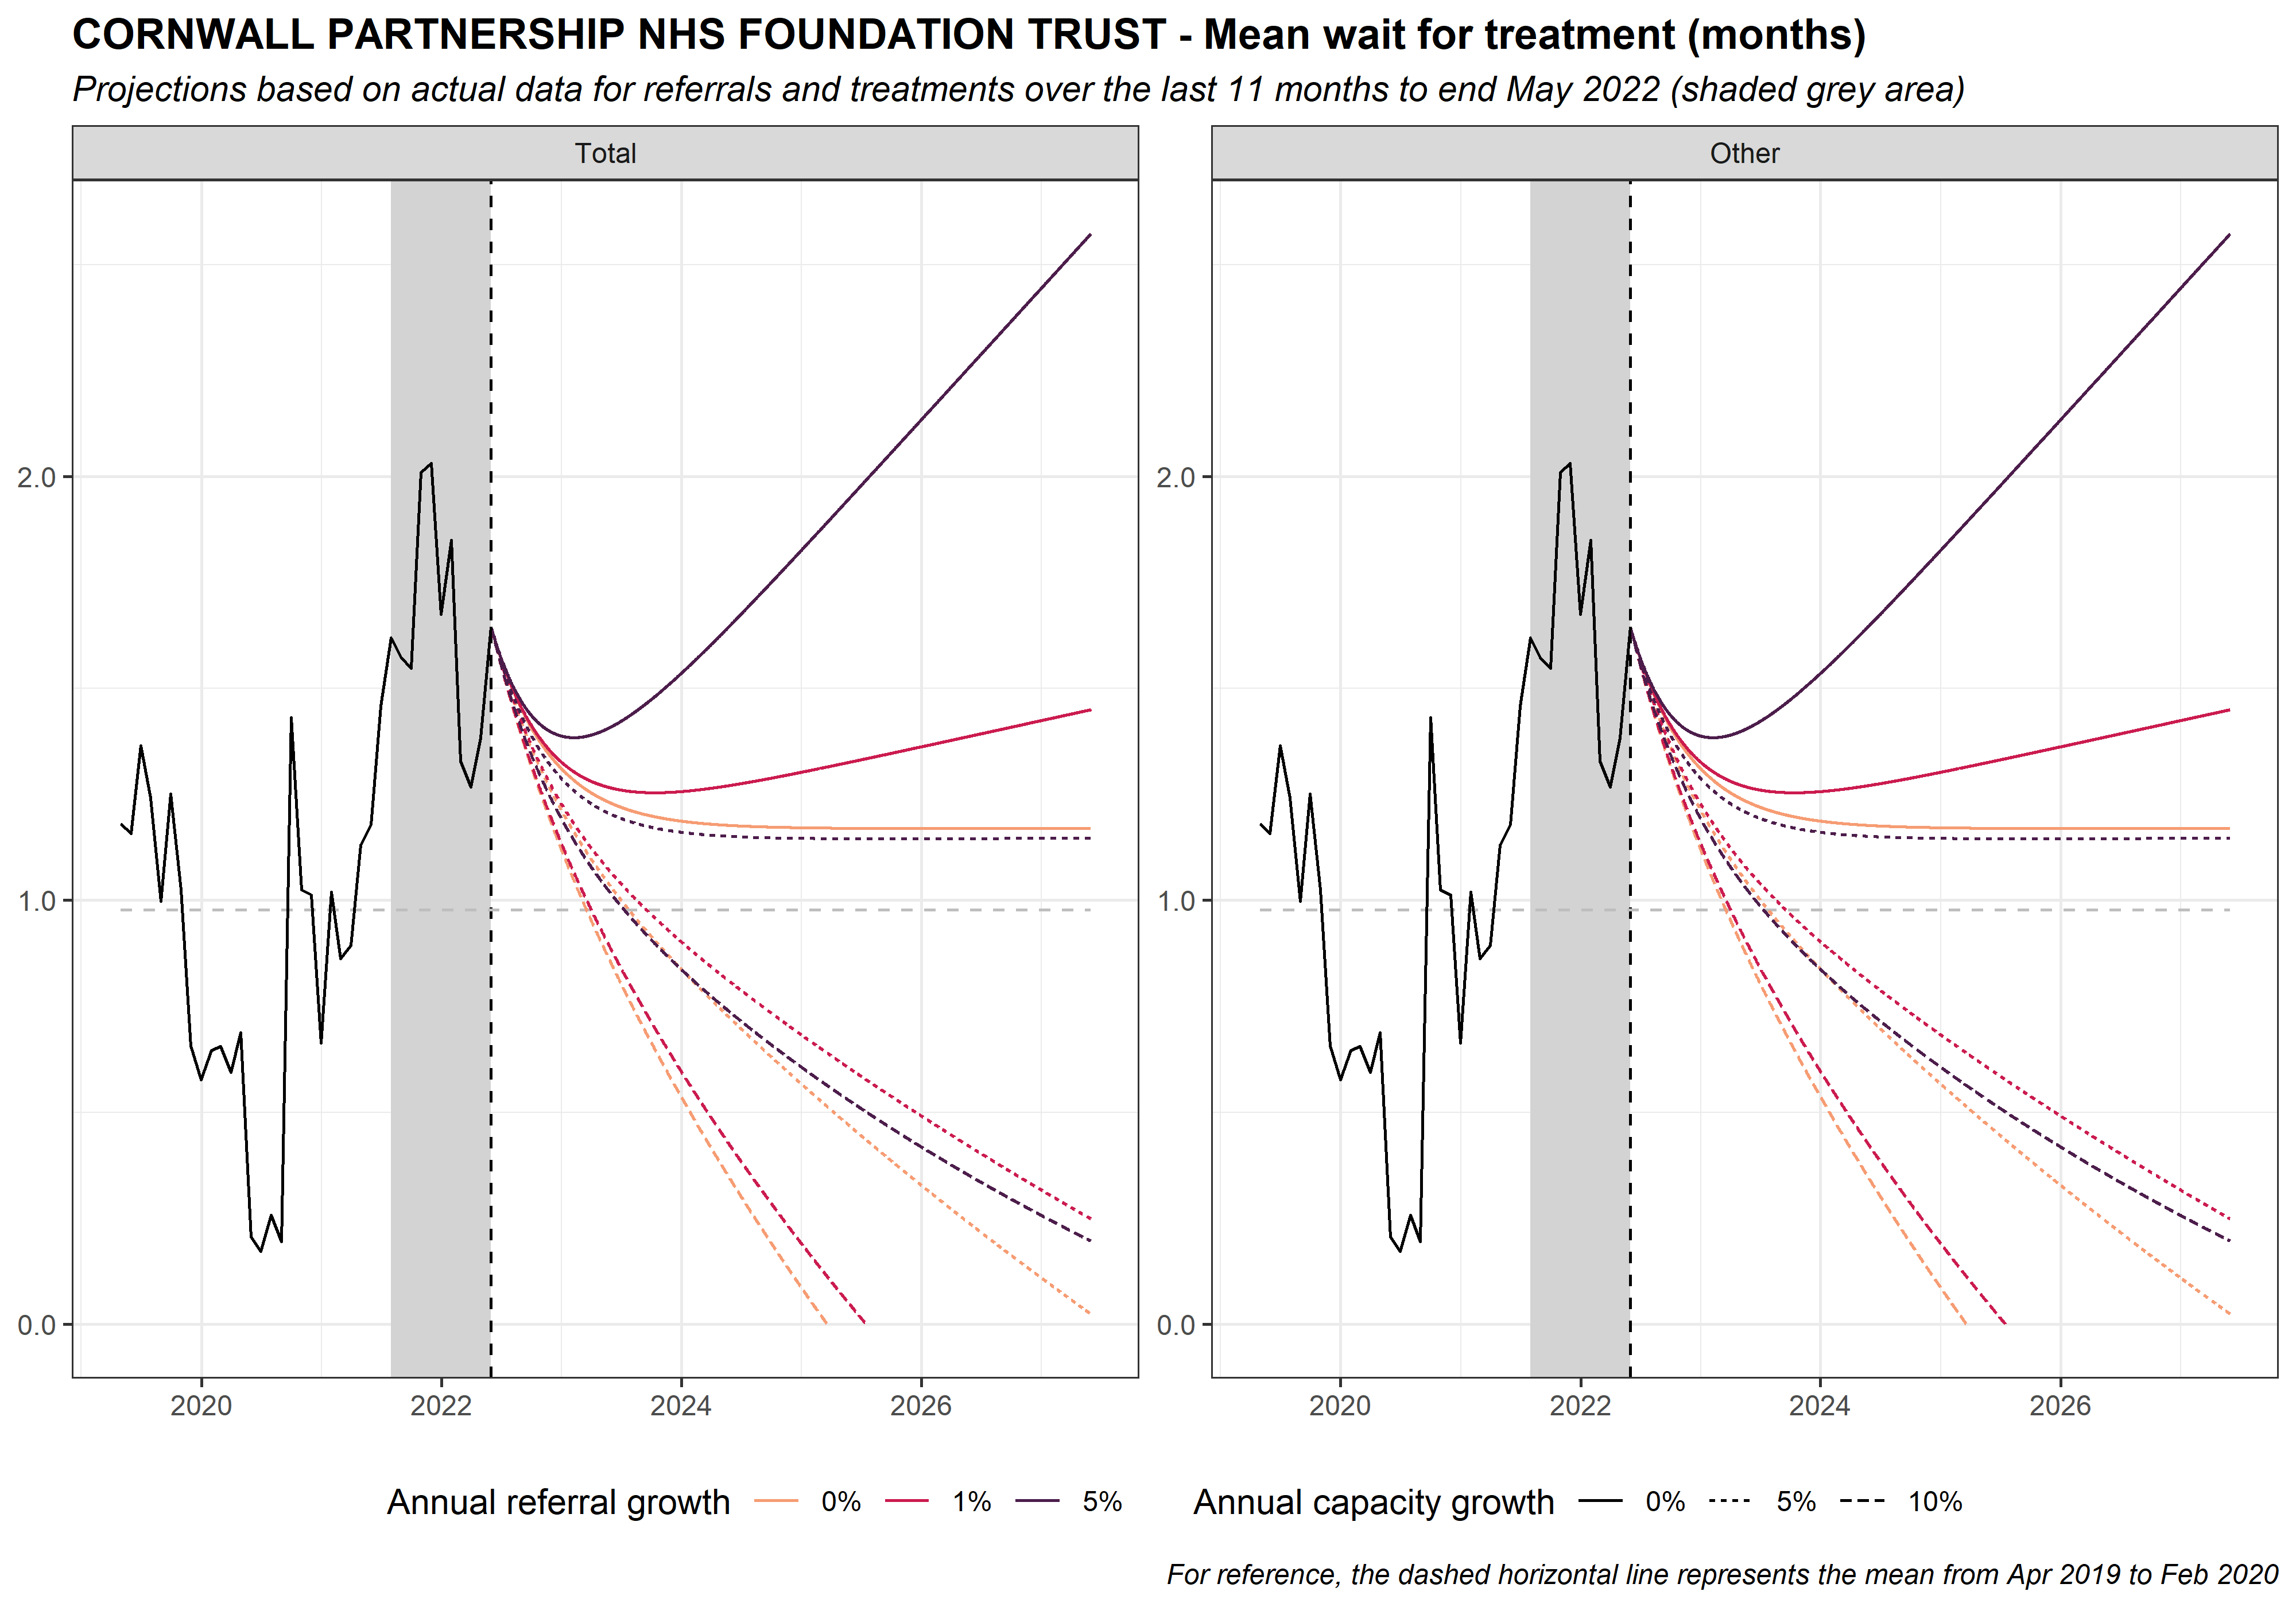 CORNWALL PARTNERSHIP NHS FOUNDATION TRUST - Mean wait for treatment (months)
Projections based on actual data for referrals and treatments over the last 11 months to end May 2022 (shaded grey area)
Total
Other
2.0
1.0
0.0
2.0
1.0
0.0
2020 2022 2024 2026
2020 2022 2024 2026
Annual referral growth 0% 1% 5%
Annual capacity growth 0% 5% 10%
For reference, the dashed horizontal line represents the mean from Apr 2019 to Feb 2020